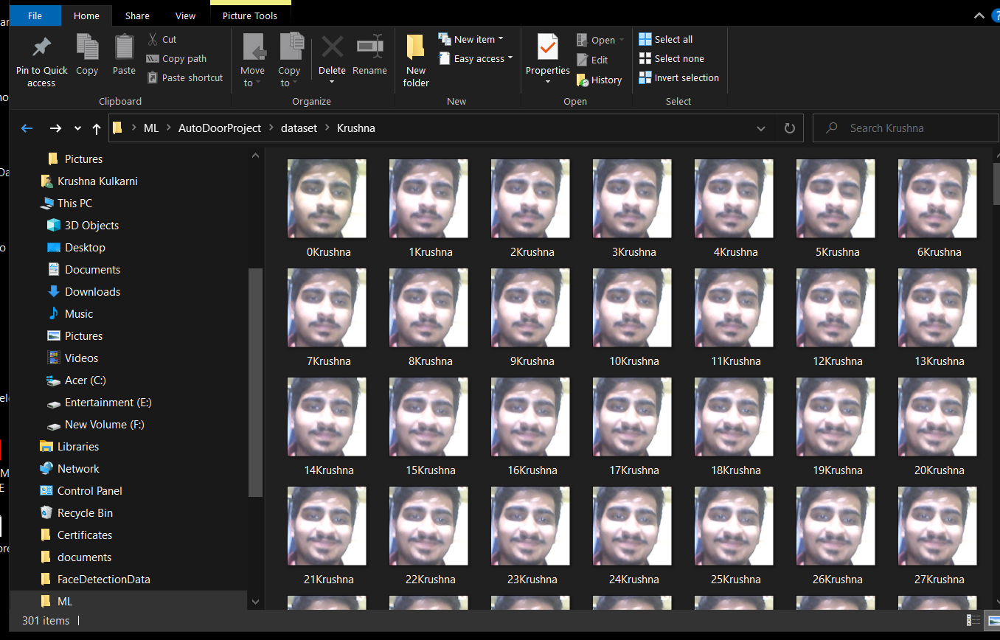 File Home Share View Picture Tools
Pin to Quick access
Copy
Paste
Cut
Copy path
Paste shortcut
Clipboard
Move to
Copy to
Delete
Rename
Organize
New folder
New item
Easy access
New
Properties
Open
Edit
History
Open
Select all
Select none
Invert selection
Select
ML > AutoDoorProject > dataset > Krushna
Search Krushna
Pictures
Krushna Kulkarni
This PC
3D Objects
Desktop
Documents
Downloads
Music
Pictures
Videos
Acer (C:)
Entertainment (E:)
New Volume (F:)
Libraries
Network
Control Panel
Recycle Bin
Certificates
documents
FaceDetectionData
ML
0Krushna 1Krushna 2Krushna 3Krushna 4Krushna 5Krushna 6Krushna
7Krushna 8Krushna 9Krushna 10Krushna 11Krushna 12Krushna 13Krushna
14Krushna 15Krushna 16Krushna 17Krushna 18Krushna 19Krushna 20Krushna
21Krushna 22Krushna 23Krushna 24Krushna 25Krushna 26Krushna 27Krushna
301 items